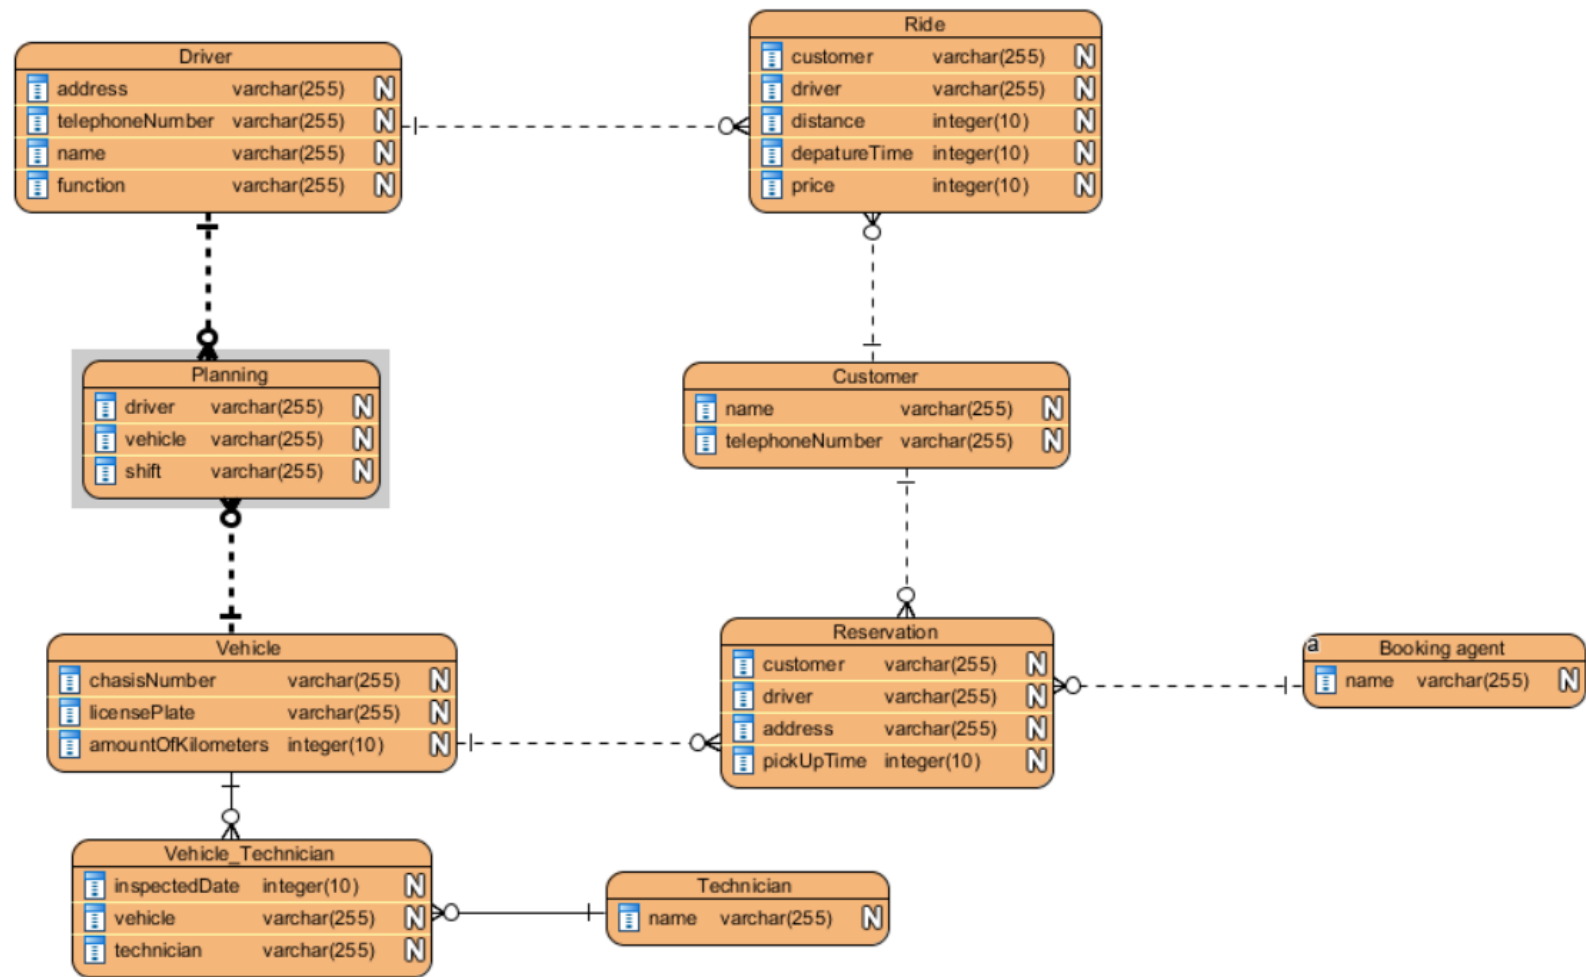 Driver
address varchar(255) N
telephoneNumber varchar(255) N
name varchar(255) N
function varchar(255) N
Ride
customer varchar(255) N
driver varchar(255) N
distance integer(10) N
depatureTime integer(10) N
price integer(10) N
Planning
driver varchar(255) N
vehicle varchar(255) N
shift varchar(255) N
Customer
name varchar(255) N
telephoneNumber varchar(255) N
Vehicle
chasisNumber varchar(255) N
licensePlate varchar(255) N
amountOfKilometers integer(10) N
Reservation
customer varchar(255) N
driver varchar(255) N
address varchar(255) N
pickUpTime integer(10) N
a Booking agent
name varchar(255) N
Vehicle_Technician
inspectedDate integer(10) N
vehicle varchar(255) N
technician varchar(255) N
Technician
name varchar(255) N